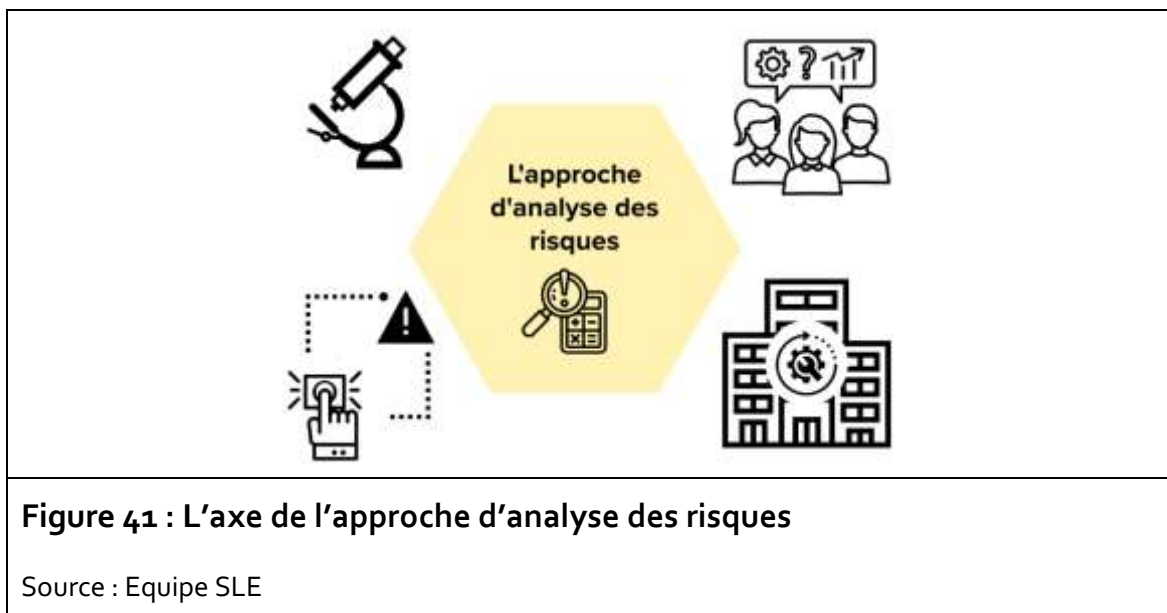 L'approche
d'analyse des
risques
Figure 41 : L’axe de l’approche d’analyse des risques
Source : Equipe SLE